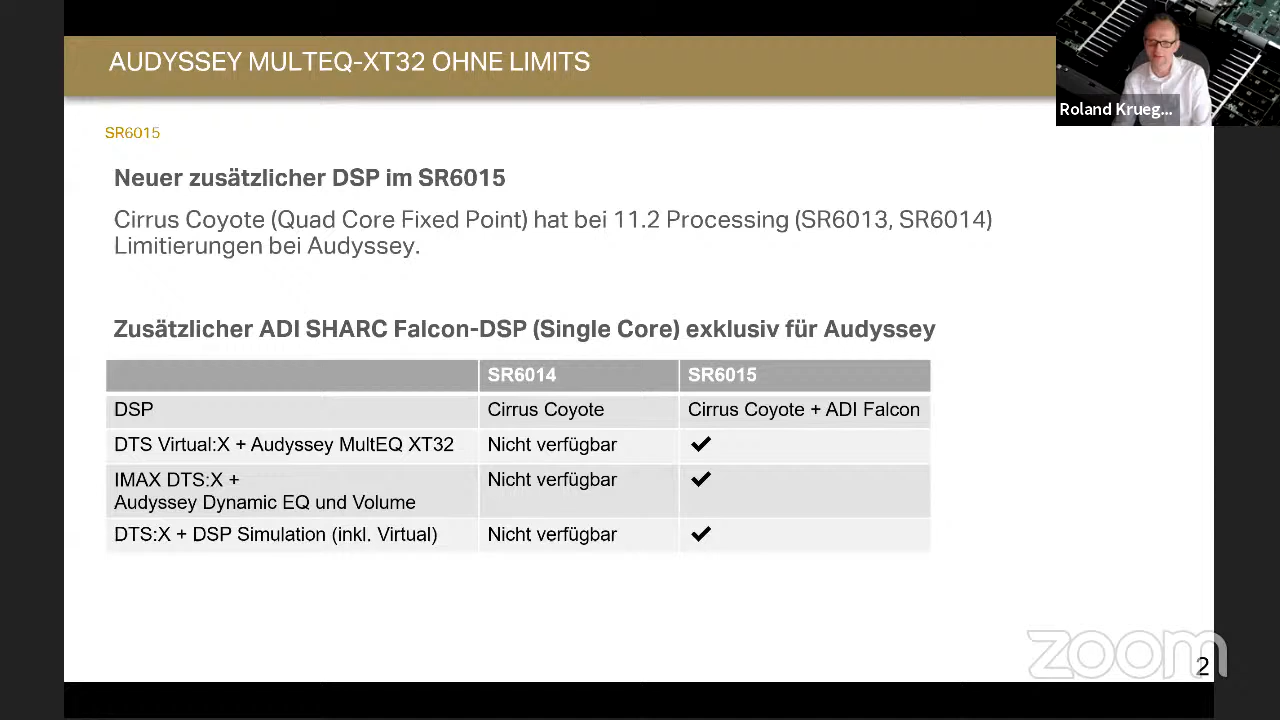 AUDYSSEY MULTEQ-XT32 OHNE LIMITS
Roland Krueg...
SR6015
Neuer zusätzlicher DSP im SR6015
Cirrus Coyote (Quad Core Fixed Point) hat bei 11.2 Processing (SR6013, SR6014)
Limitierungen bei Audyssey.
Zusätzlicher ADI SHARC Falcon-DSP (Single Core) exklusiv für Audyssey
SR6014 SR6015
DSP Cirrus Coyote Cirrus Coyote + ADI Falcon
DTS Virtual:X + Audyssey MultEQ XT32 Nicht verfügbar ✔
IMAX DTS:X + Nicht verfügbar ✔
Audyssey Dynamic EQ und Volume
DTS:X + DSP Simulation (inkl. Virtual) Nicht verfügbar ✔
zoom
2